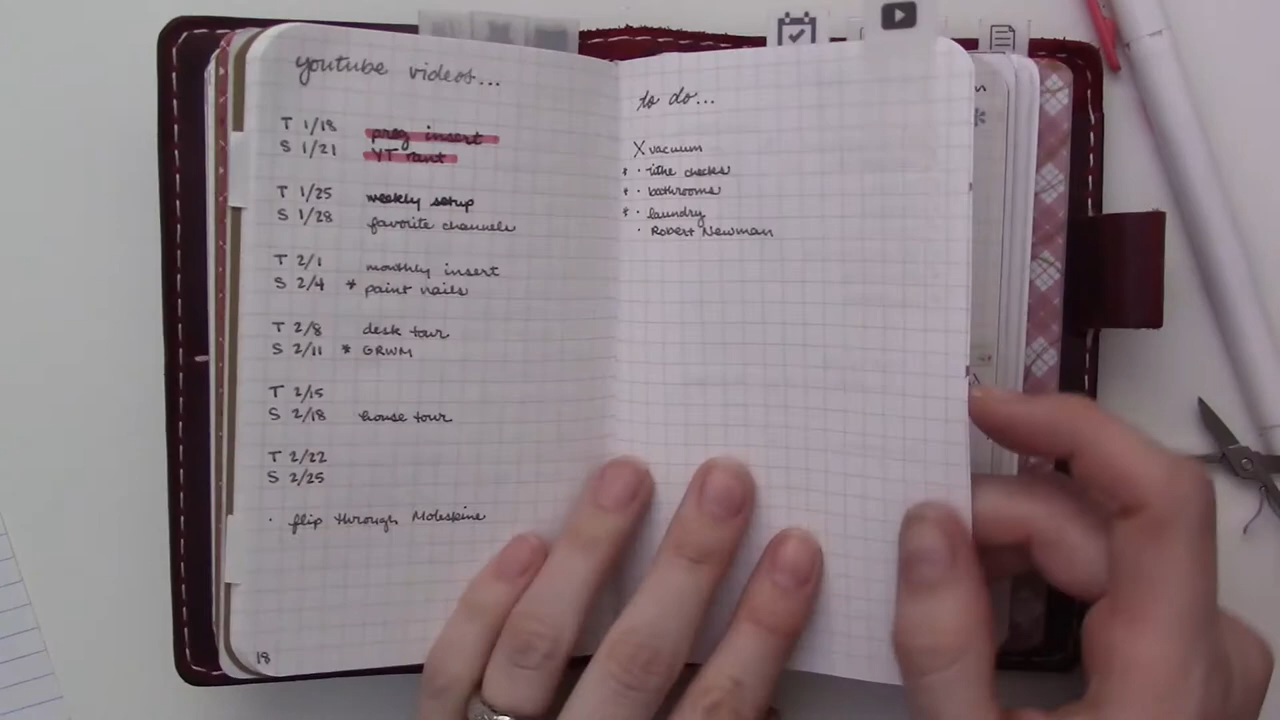 youtube videos...
T 1/18 preg insert
S 1/21 YT rant
T 1/25 weekly setup
S 1/28 favorite channels
T 2/1 monthly insert
S 2/4 * paint nails
T 2/8 desk tour
S 2/11 * GRWM
T 2/15
S 2/18 house tour
T 2/22
S 2/25
· flip through Moleskine
18
to do...
X vacuum
* · tithe checks
* · bathrooms
* · laundry
· Robert Newman